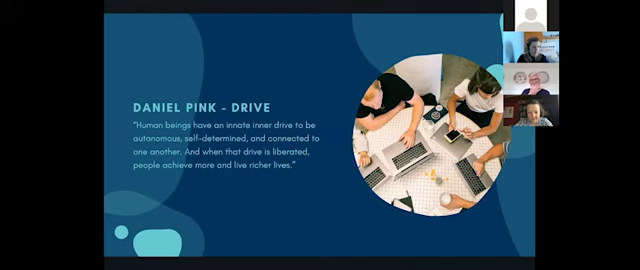 DANIEL PINK - DRIVE
"Human beings have an innate inner drive to be
autonomous, self-determined, and connected to
one another. And when that drive is liberated,
people achieve more and live richer lives."